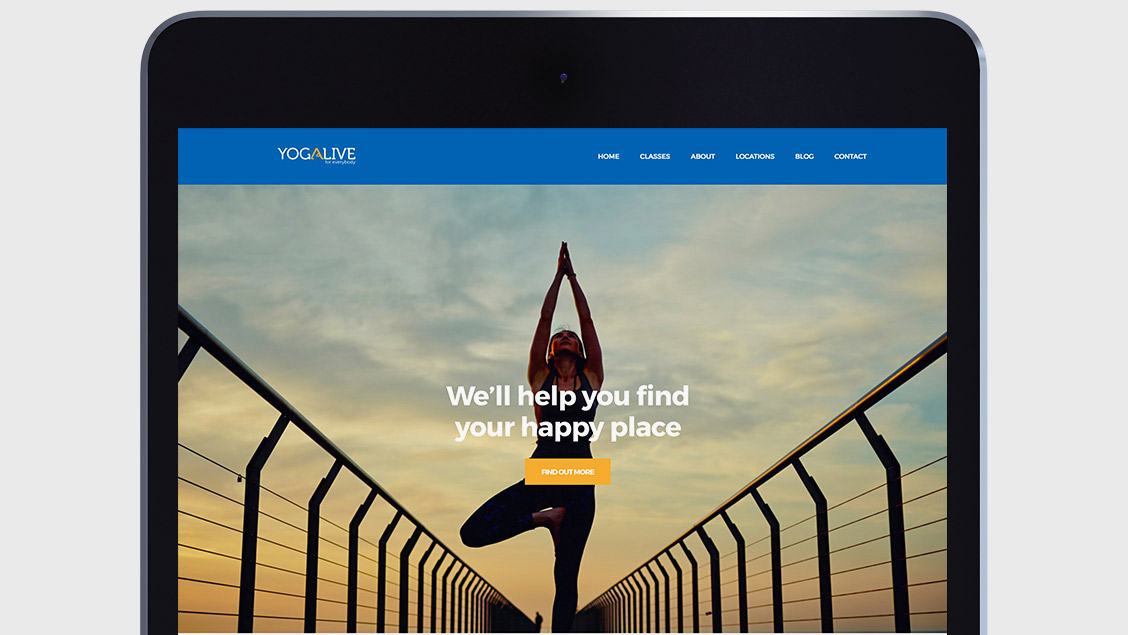 YOGALIVE
for everybody
HOME CLASSES ABOUT LOCATIONS BLOG CONTACT
We’ll help you find
your happy place
FIND OUT MORE